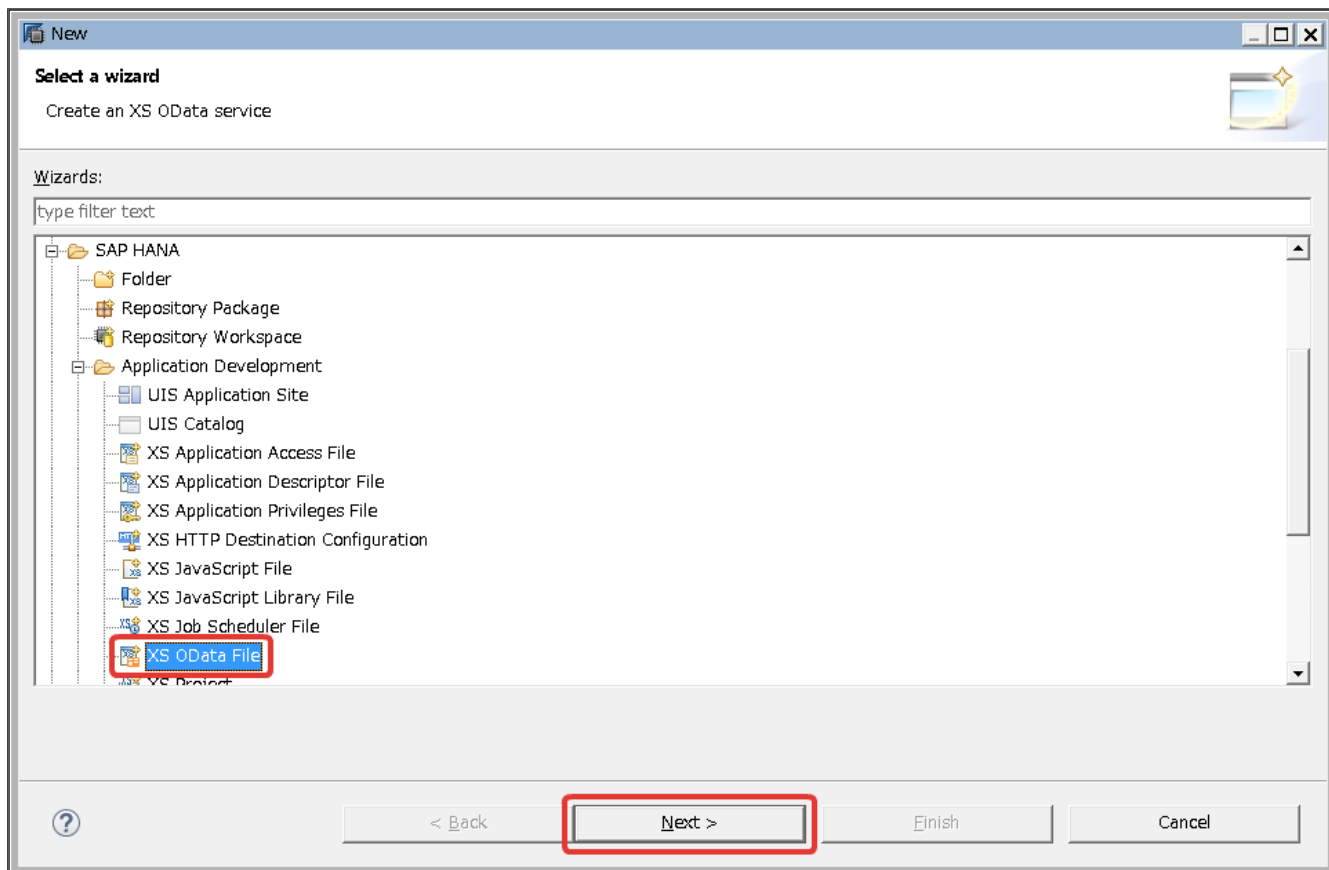 New
Select a wizard
Create an XS OData service
Wizards:
type filter text
SAP HANA
Folder
Repository Package
Repository Workspace
Application Development
UIS Application Site
UIS Catalog
XS Application Access File
XS Application Descriptor File
XS Application Privileges File
XS HTTP Destination Configuration
XS JavaScript File
XS JavaScript Library File
XS Job Scheduler File
XS OData File
XS Project
< Back Next > Finish Cancel